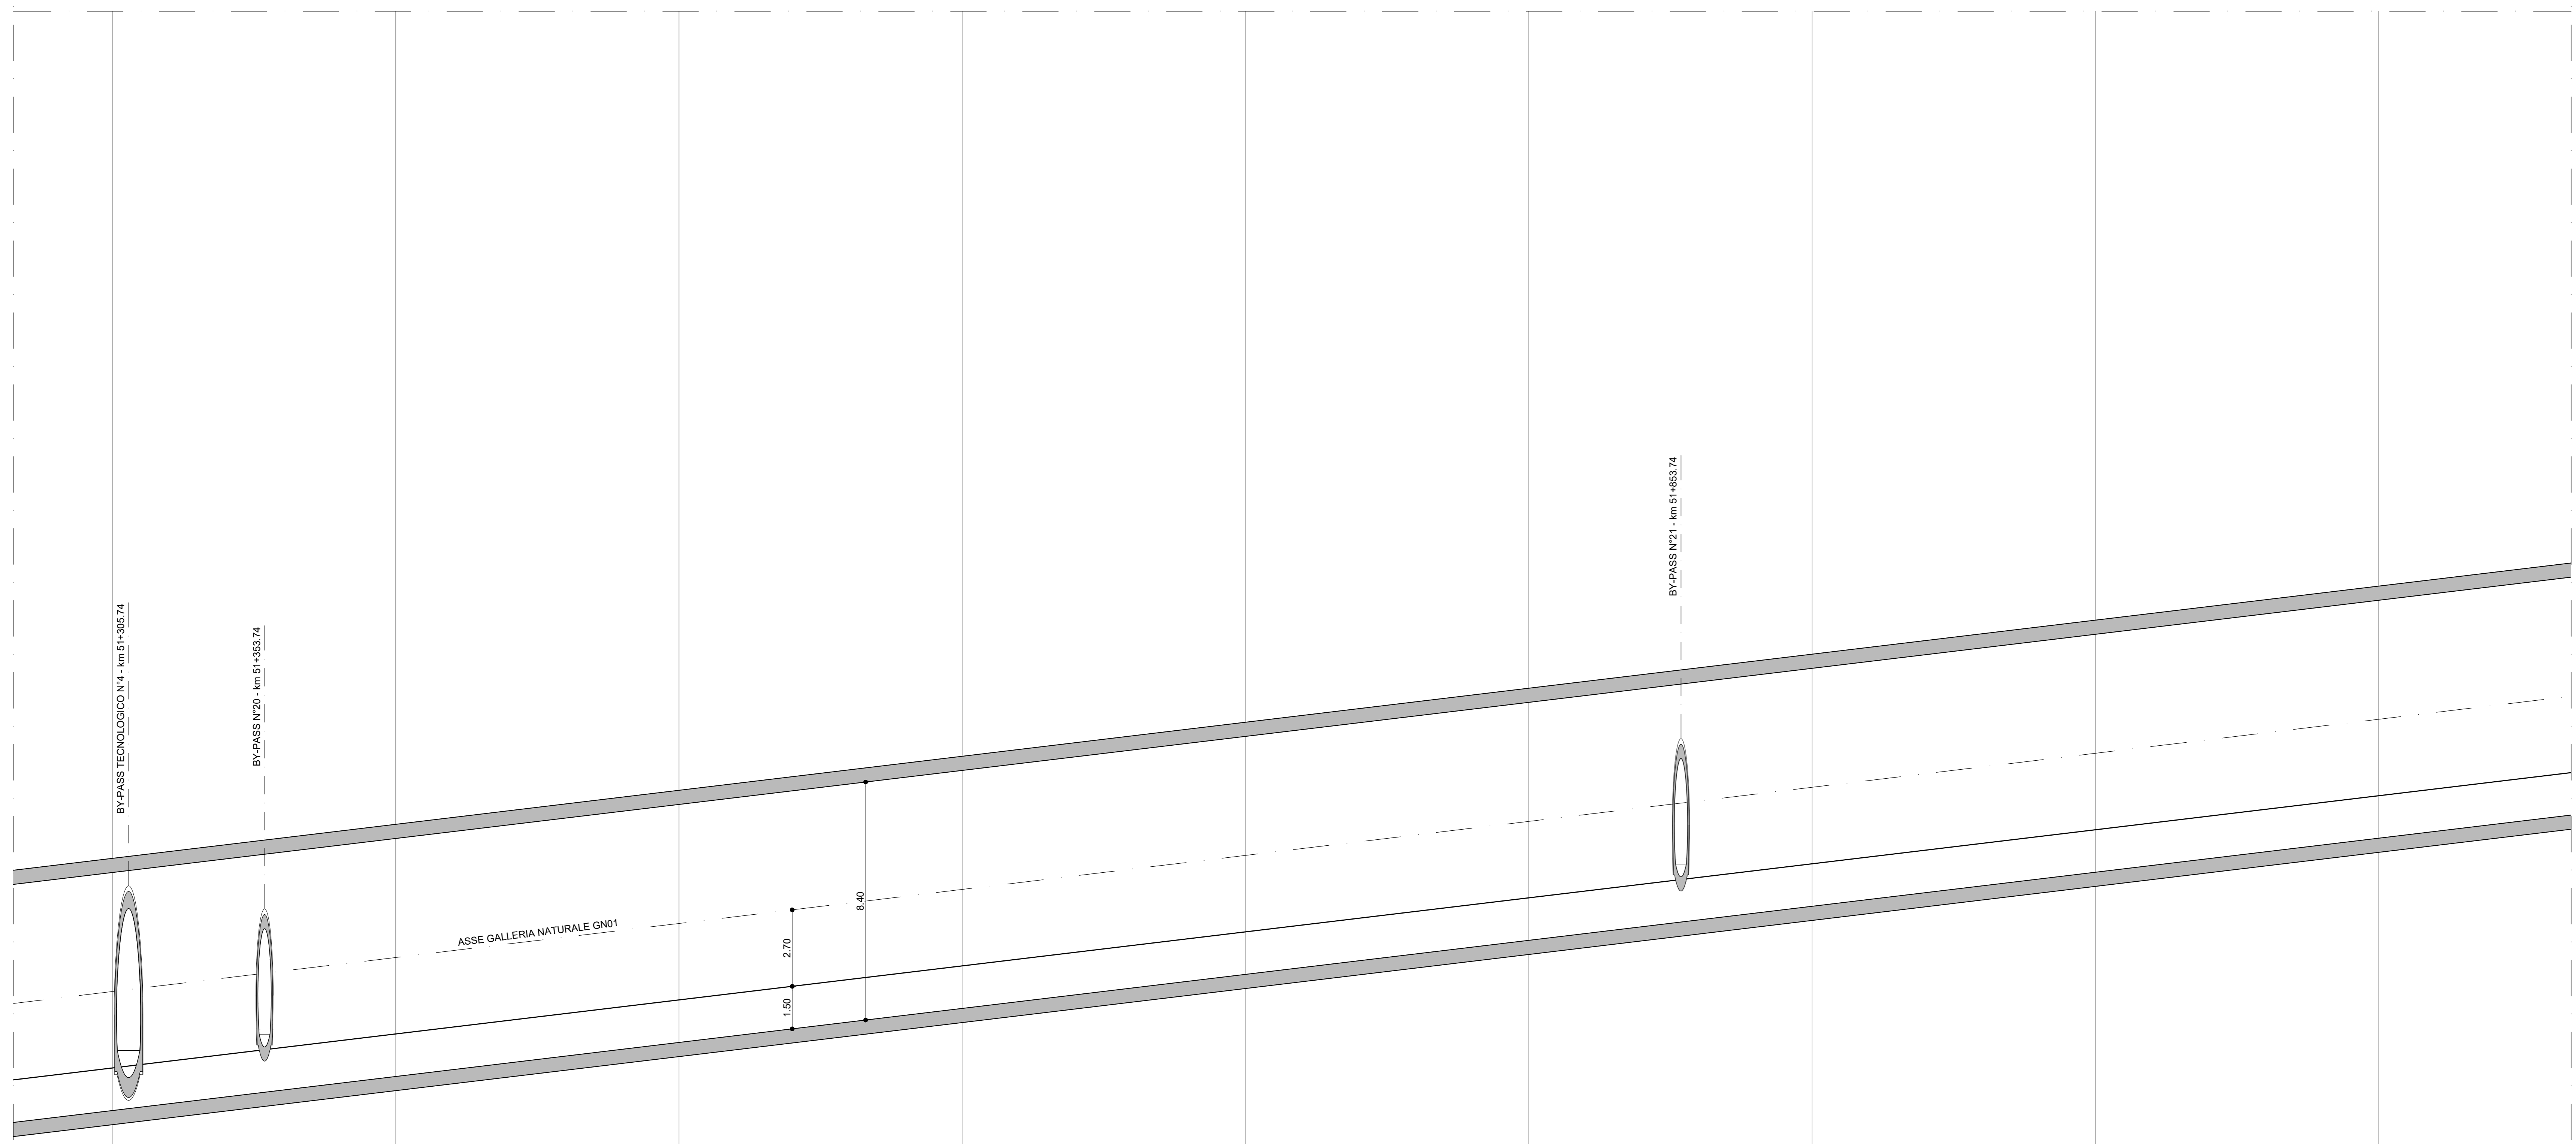 BY-PASS TECNOLOGICO N°4 - km 51+305.74
BY-PASS N°20 - km 51+353.74
ASSE GALLERIA NATURALE GN01
2.70
1.50
8.40
BY-PASS N°21 - km 51+853.74